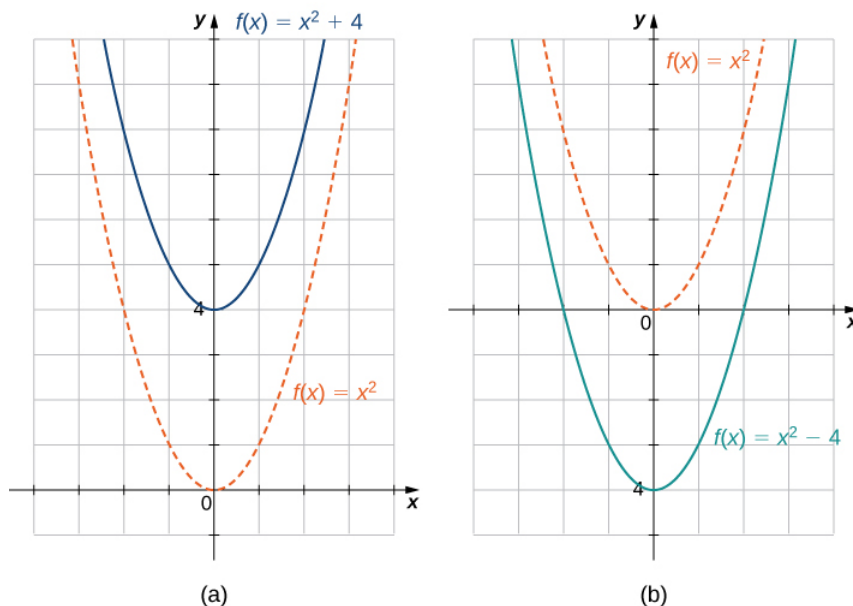 y
f(x) = x² + 4
4
f(x) = x²
0
x
(a)
y
f(x) = x²
0
x
f(x) = x² − 4
4
(b)